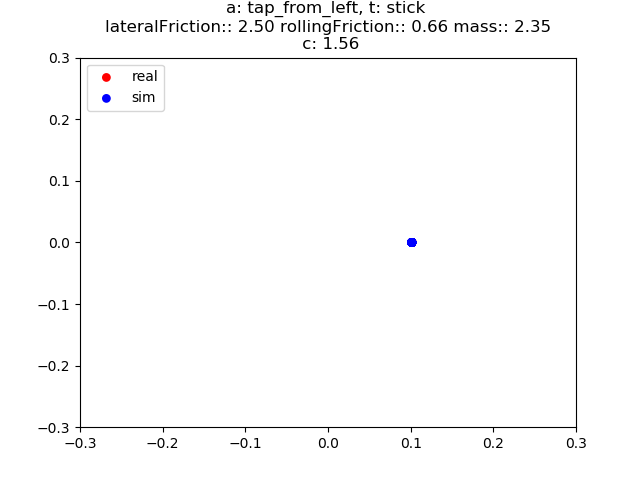 a: tap_from_left, t: stick
lateralFriction:: 2.50 rollingFriction:: 0.66 mass:: 2.35
c: 1.56
real
sim
0.3
0.2
0.1
0.0
−0.1
−0.2
−0.3
−0.3 −0.2 −0.1 0.0 0.1 0.2 0.3